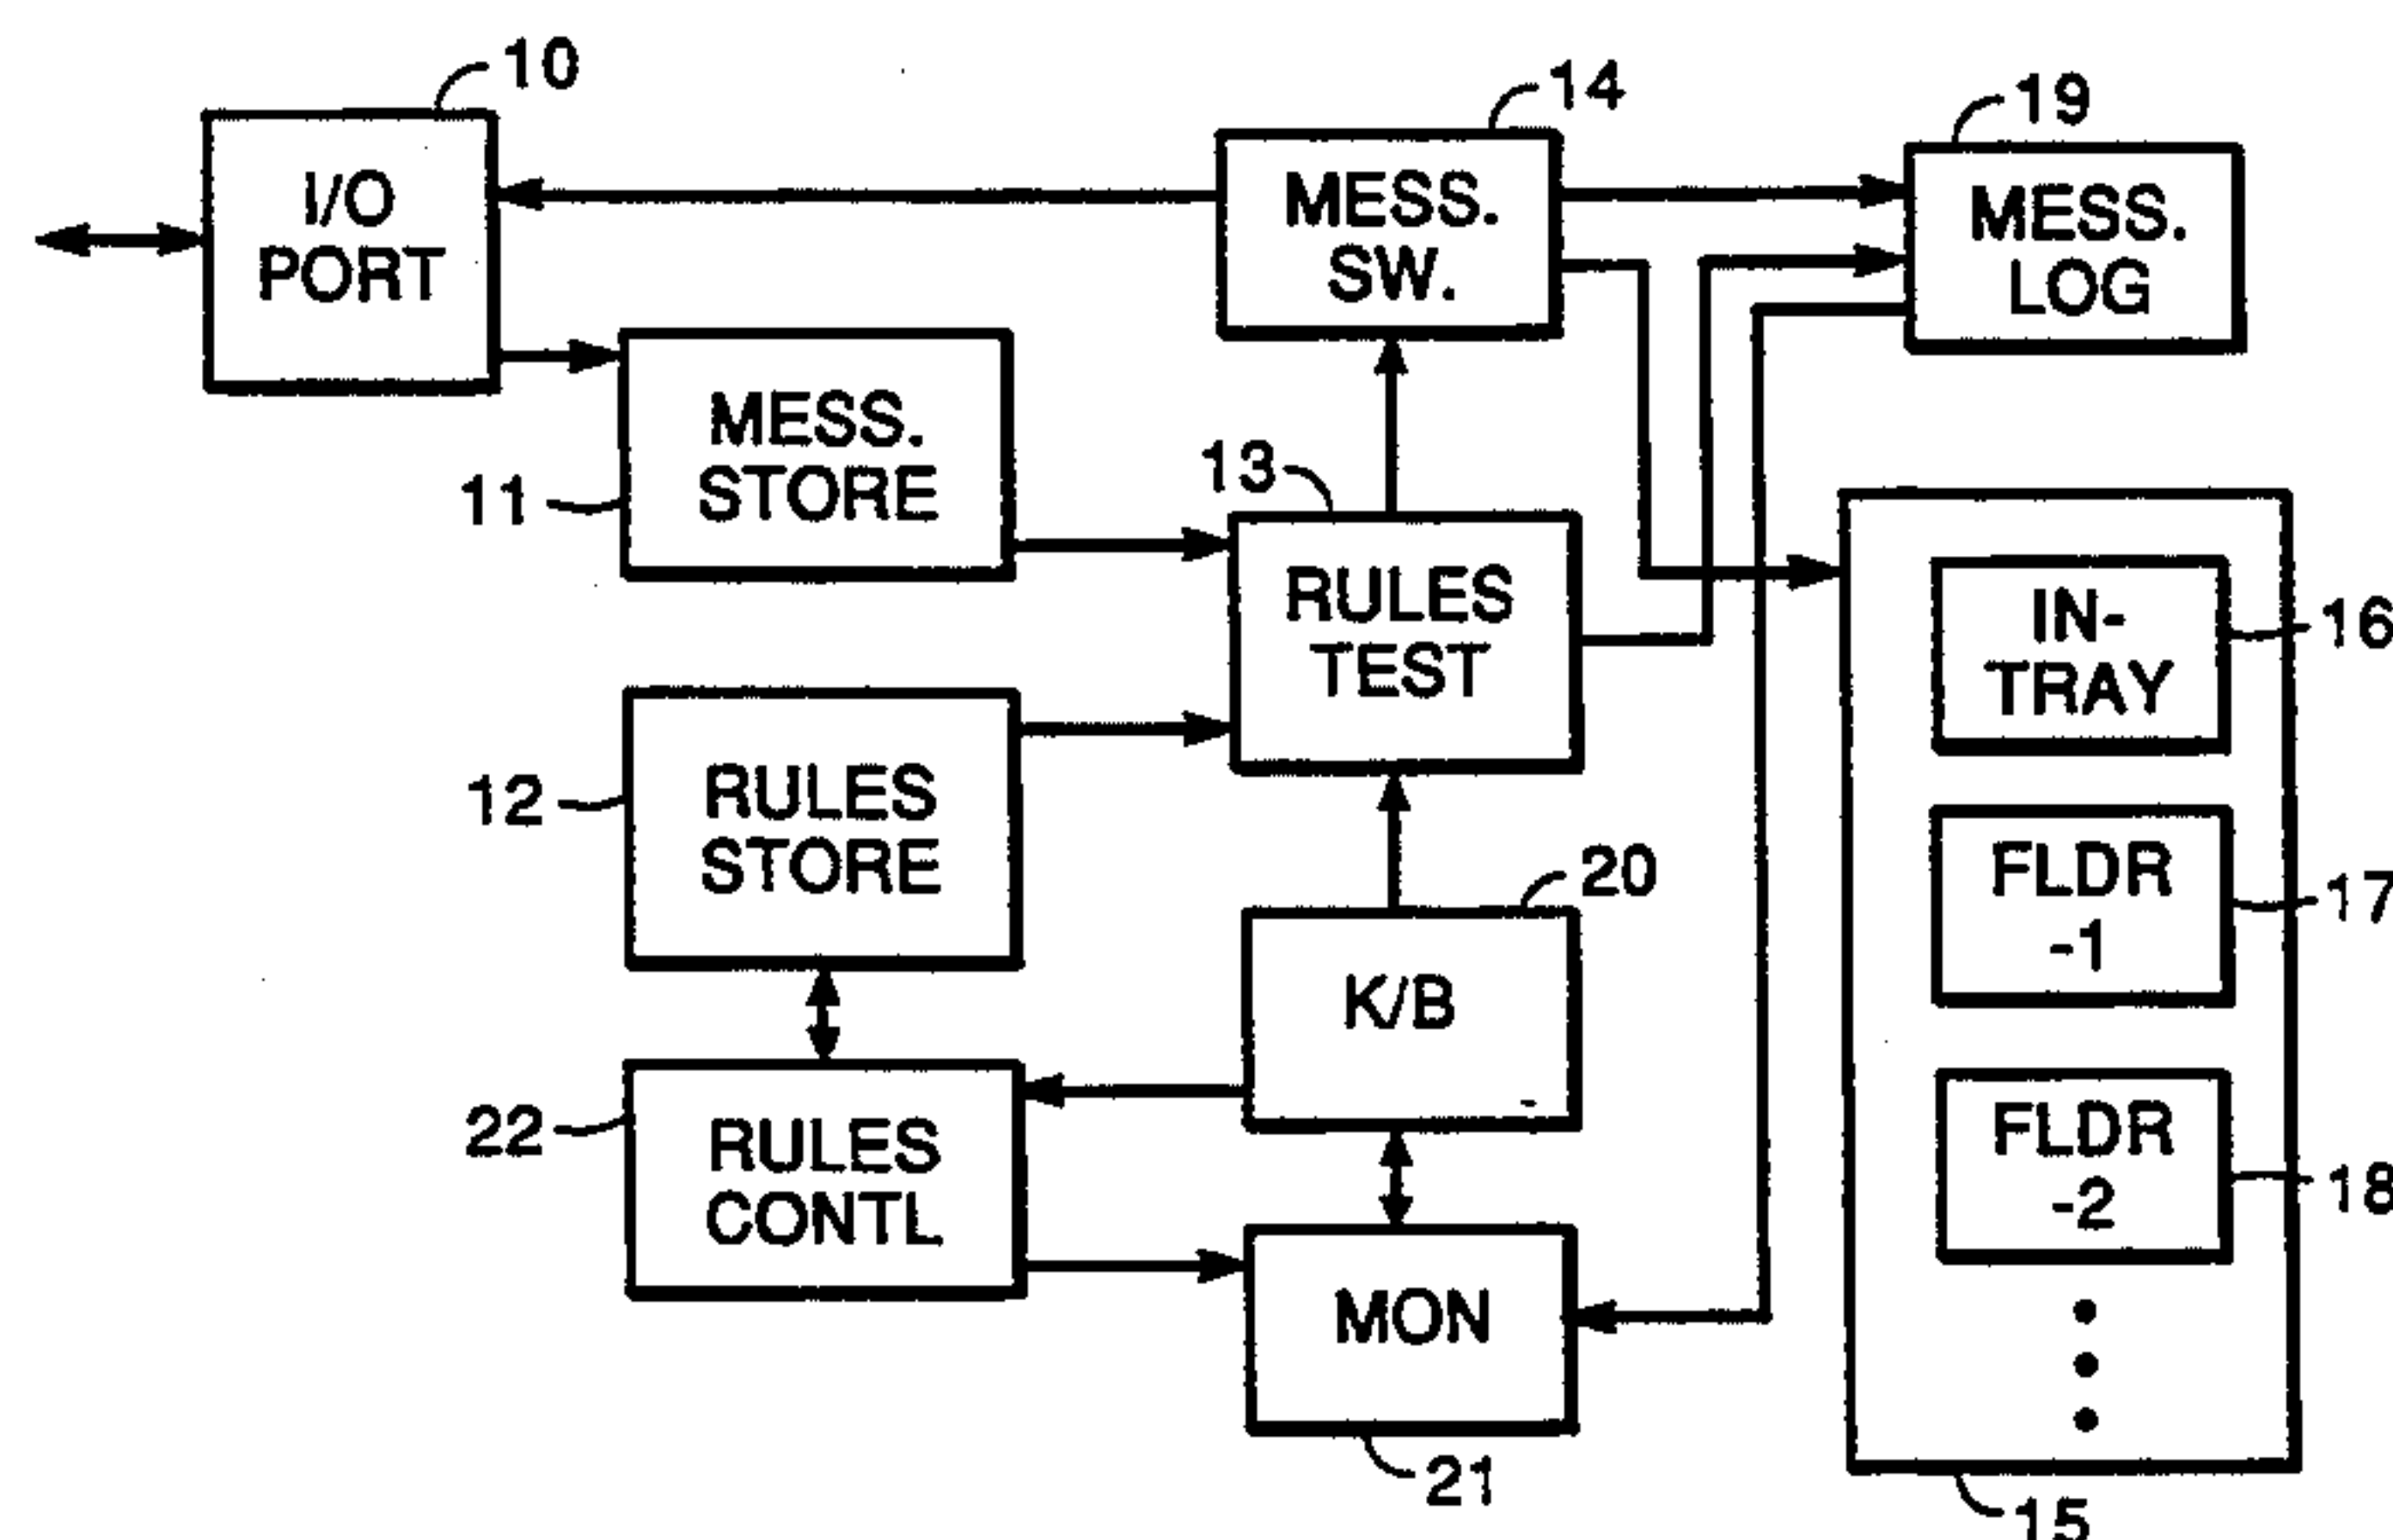 10
I/O
PORT
14
MESS.
SW.
19
MESS.
LOG
11
MESS.
STORE
13
RULES
TEST
12
RULES
STORE
20
K/B
22
RULES
CONTL
MON
21
IN-
TRAY
16
FLDR
-1
17
FLDR
-2
18
15